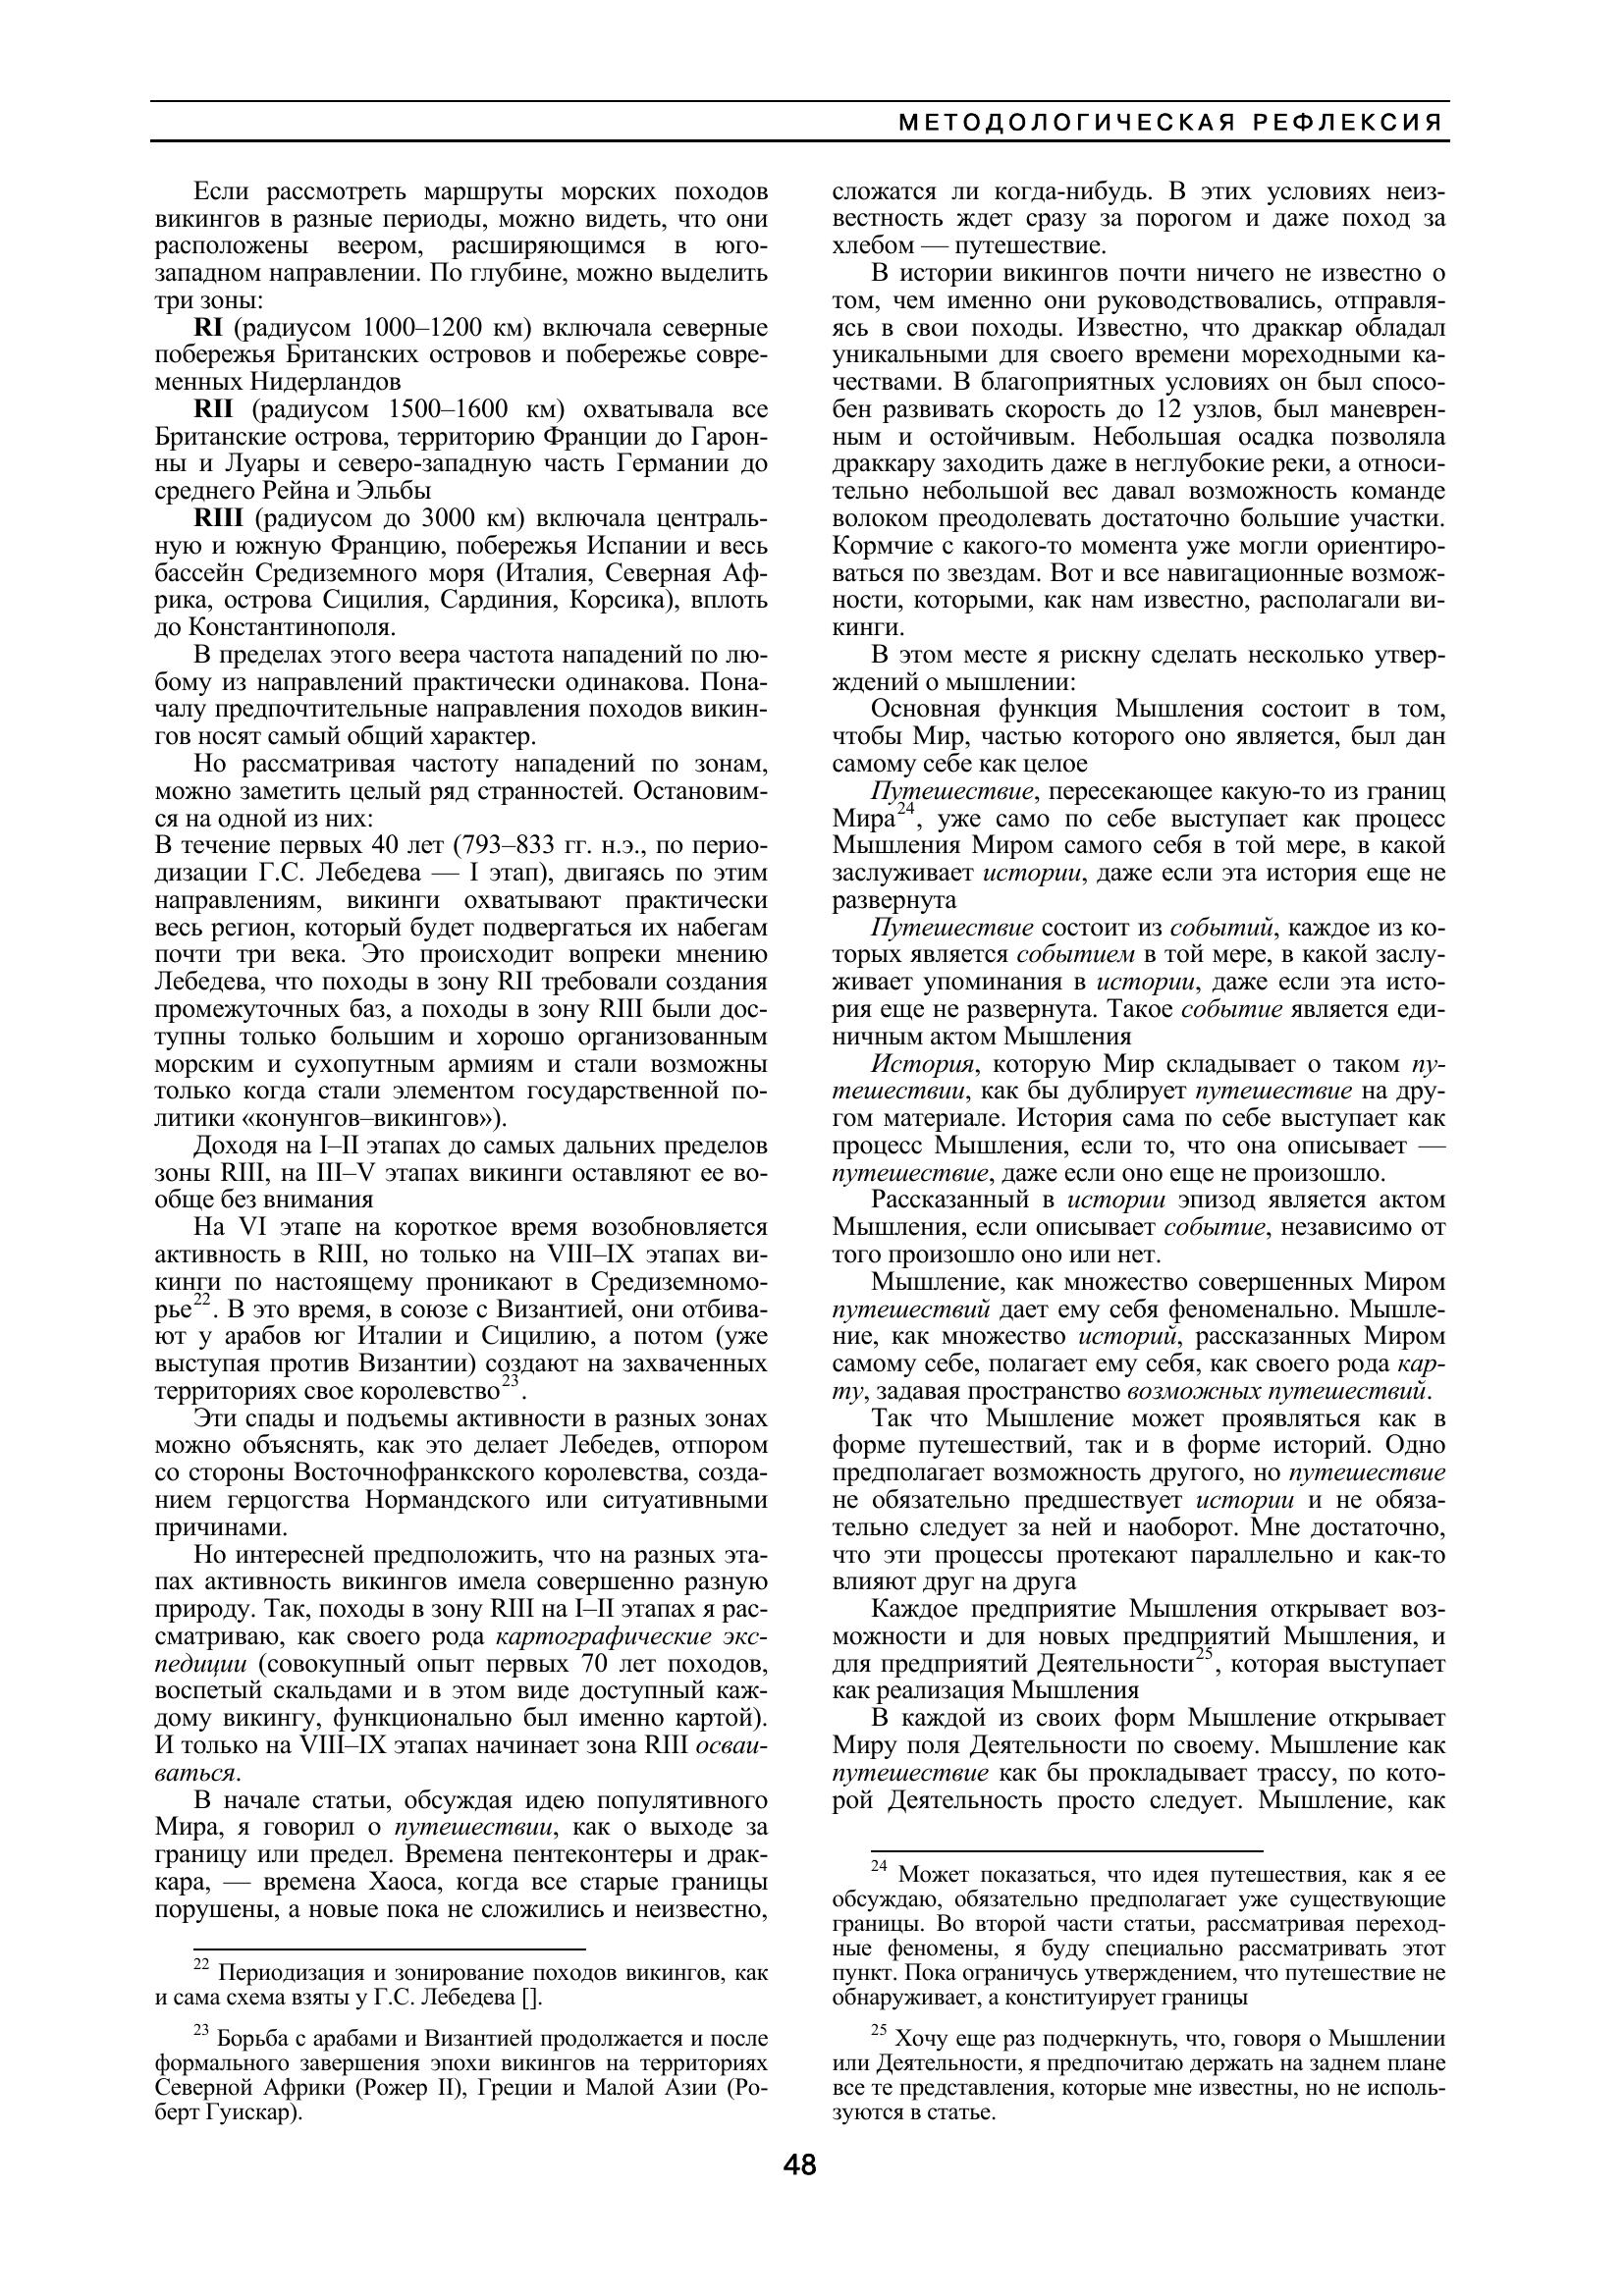 МЕТОДОЛОГИЧЕСКАЯ РЕФЛЕКСИЯ
Если рассмотреть маршруты морских походов
викингов в разные периоды, можно видеть, что они
расположены веером, расширяющимся в юго-
западном направлении. По глубине, можно выделить
три зоны:
RI (радиусом 1000–1200 км) включала северные
побережья Британских островов и побережье совре-
менных Нидерландов
RII (радиусом 1500–1600 км) охватывала все
Британские острова, территорию Франции до Гарон-
ны и Луары и северо-западную часть Германии до
среднего Рейна и Эльбы
RIII (радиусом до 3000 км) включала централь-
ную и южную Францию, побережья Испании и весь
бассейн Средиземного моря (Италия, Северная Аф-
рика, острова Сицилия, Сардиния, Корсика), вплоть
до Константинополя.
В пределах этого веера частота нападений по лю-
бому из направлений практически одинакова. Пона-
чалу предпочтительные направления походов викин-
гов носят самый общий характер.
Но рассматривая частоту нападений по зонам,
можно заметить целый ряд странностей. Остановим-
ся на одной из них:
В течение первых 40 лет (793–833 гг. н.э., по перио-
дизации Г.С. Лебедева — I этап), двигаясь по этим
направлениям, викинги охватывают практически
весь регион, который будет подвергаться их набегам
почти три века. Это происходит вопреки мнению
Лебедева, что походы в зону RII требовали создания
промежуточных баз, а походы в зону RIII были дос-
тупны только большим и хорошо организованным
морским и сухопутным армиям и стали возможны
только когда стали элементом государственной по-
литики «конунгов–викингов»).
Доходя на I–II этапах до самых дальних пределов
зоны RIII, на III–V этапах викинги оставляют ее во-
обще без внимания
На VI этапе на короткое время возобновляется
активность в RIII, но только на VIII–IX этапах ви-
кинги по настоящему проникают в Средиземномо-
рье22. В это время, в союзе с Византией, они отбива-
ют у арабов юг Италии и Сицилию, а потом (уже
выступая против Византии) создают на захваченных
территориях свое королевство23.
Эти спады и подъемы активности в разных зонах
можно объяснять, как это делает Лебедев, отпором
со стороны Восточнофранкского королевства, созда-
нием герцогства Нормандского или ситуативными
причинами.
Но интересней предположить, что на разных эта-
пах активность викингов имела совершенно разную
природу. Так, походы в зону RIII на I–II этапах я рас-
сматриваю, как своего рода картографические экс-
педиции (совокупный опыт первых 70 лет походов,
воспетый скальдами и в этом виде доступный каж-
дому викингу, функционально был именно картой).
И только на VIII–IX этапах начинает зона RIII осваи-
ваться.
В начале статьи, обсуждая идею популятивного
Мира, я говорил о путешествии, как о выходе за
границу или предел. Времена пентеконтеры и драк-
кара, — времена Хаоса, когда все старые границы
порушены, а новые пока не сложились и неизвестно,
22 Периодизация и зонирование походов викингов, как
и сама схема взяты у Г.С. Лебедева [].
23 Борьба с арабами и Византией продолжается и после
формального завершения эпохи викингов на территориях
Северной Африки (Рожер II), Греции и Малой Азии (Ро-
берт Гуискар).
сложатся ли когда-нибудь. В этих условиях неиз-
вестность ждет сразу за порогом и даже поход за
хлебом — путешествие.
В истории викингов почти ничего не известно о
том, чем именно они руководствовались, отправля-
ясь в свои походы. Известно, что драккар обладал
уникальными для своего времени мореходными ка-
чествами. В благоприятных условиях он был спосо-
бен развивать скорость до 12 узлов, был маневрен-
ным и остойчивым. Небольшая осадка позволяла
драккару заходить даже в неглубокие реки, а относи-
тельно небольшой вес давал возможность команде
волоком преодолевать достаточно большие участки.
Кормчие с какого-то момента уже могли ориентиро-
ваться по звездам. Вот и все навигационные возмож-
ности, которыми, как нам известно, располагали ви-
кинги.
В этом месте я рискну сделать несколько утвер-
ждений о мышлении:
Основная функция Мышления состоит в том,
чтобы Мир, частью которого оно является, был дан
самому себе как целое
Путешествие, пересекающее какую-то из границ
Мира24, уже само по себе выступает как процесс
Мышления Миром самого себя в той мере, в какой
заслуживает истории, даже если эта история еще не
развернута
Путешествие состоит из событий, каждое из ко-
торых является событием в той мере, в какой заслу-
живает упоминания в истории, даже если эта исто-
рия еще не развернута. Такое событие является еди-
ничным актом Мышления
История, которую Мир складывает о таком пу-
тешествии, как бы дублирует путешествие на дру-
гом материале. История сама по себе выступает как
процесс Мышления, если то, что она описывает —
путешествие, даже если оно еще не произошло.
Рассказанный в истории эпизод является актом
Мышления, если описывает событие, независимо от
того произошло оно или нет.
Мышление, как множество совершенных Миром
путешествий дает ему себя феноменально. Мышле-
ние, как множество историй, рассказанных Миром
самому себе, полагает ему себя, как своего рода кар-
ту, задавая пространство возможных путешествий.
Так что Мышление может проявляться как в
форме путешествий, так и в форме историй. Одно
предполагает возможность другого, но путешествие
не обязательно предшествует истории и не обяза-
тельно следует за ней и наоборот. Мне достаточно,
что эти процессы протекают параллельно и как-то
влияют друг на друга
Каждое предприятие Мышления открывает воз-
можности и для новых предприятий Мышления, и
для предприятий Деятельности25, которая выступает
как реализация Мышления
В каждой из своих форм Мышление открывает
Миру поля Деятельности по своему. Мышление как
путешествие как бы прокладывает трассу, по кото-
рой Деятельность просто следует. Мышление, как
24 Может показаться, что идея путешествия, как я ее
обсуждаю, обязательно предполагает уже существующие
границы. Во второй части статьи, рассматривая переход-
ные феномены, я буду специально рассматривать этот
пункт. Пока ограничусь утверждением, что путешествие не
обнаруживает, а конституирует границы
25 Хочу еще раз подчеркнуть, что, говоря о Мышлении
или Деятельности, я предпочитаю держать на заднем плане
все те представления, которые мне известны, но не исполь-
зуются в статье.
48